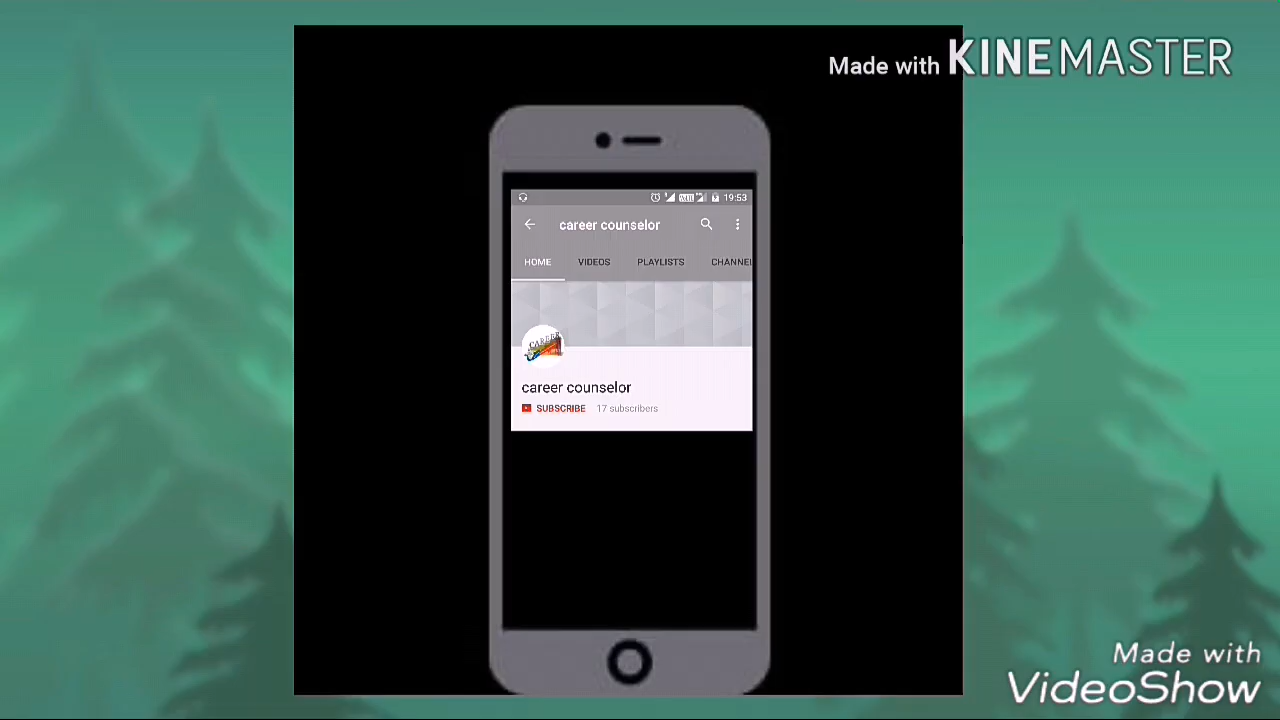 Made with KINEMASTER
19:53
career counselor
HOME VIDEOS PLAYLISTS CHANNEL
CAREER
career counselor
SUBSCRIBE 17 subscribers
Made with
VideoShow